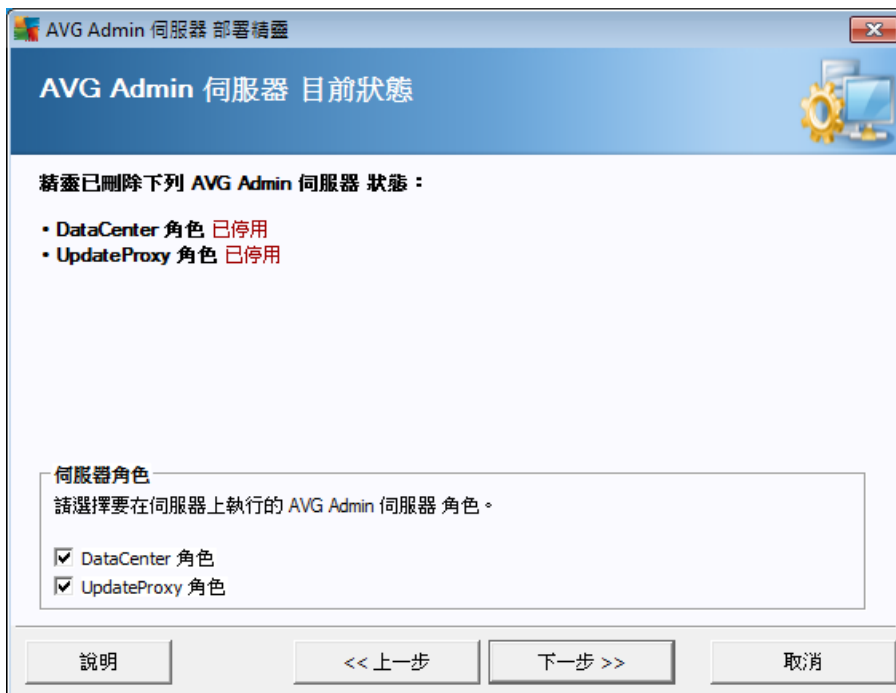 AVG Admin 伺服器 部署精靈
AVG Admin 伺服器 目前狀態
精靈已刪除下列 AVG Admin 伺服器 狀態：
• DataCenter 角色 已停用
• UpdateProxy 角色 已停用
伺服器角色
請選擇要在伺服器上執行的 AVG Admin 伺服器 角色。
DataCenter 角色
UpdateProxy 角色
說明
<< 上一步
下一步 >>
取消